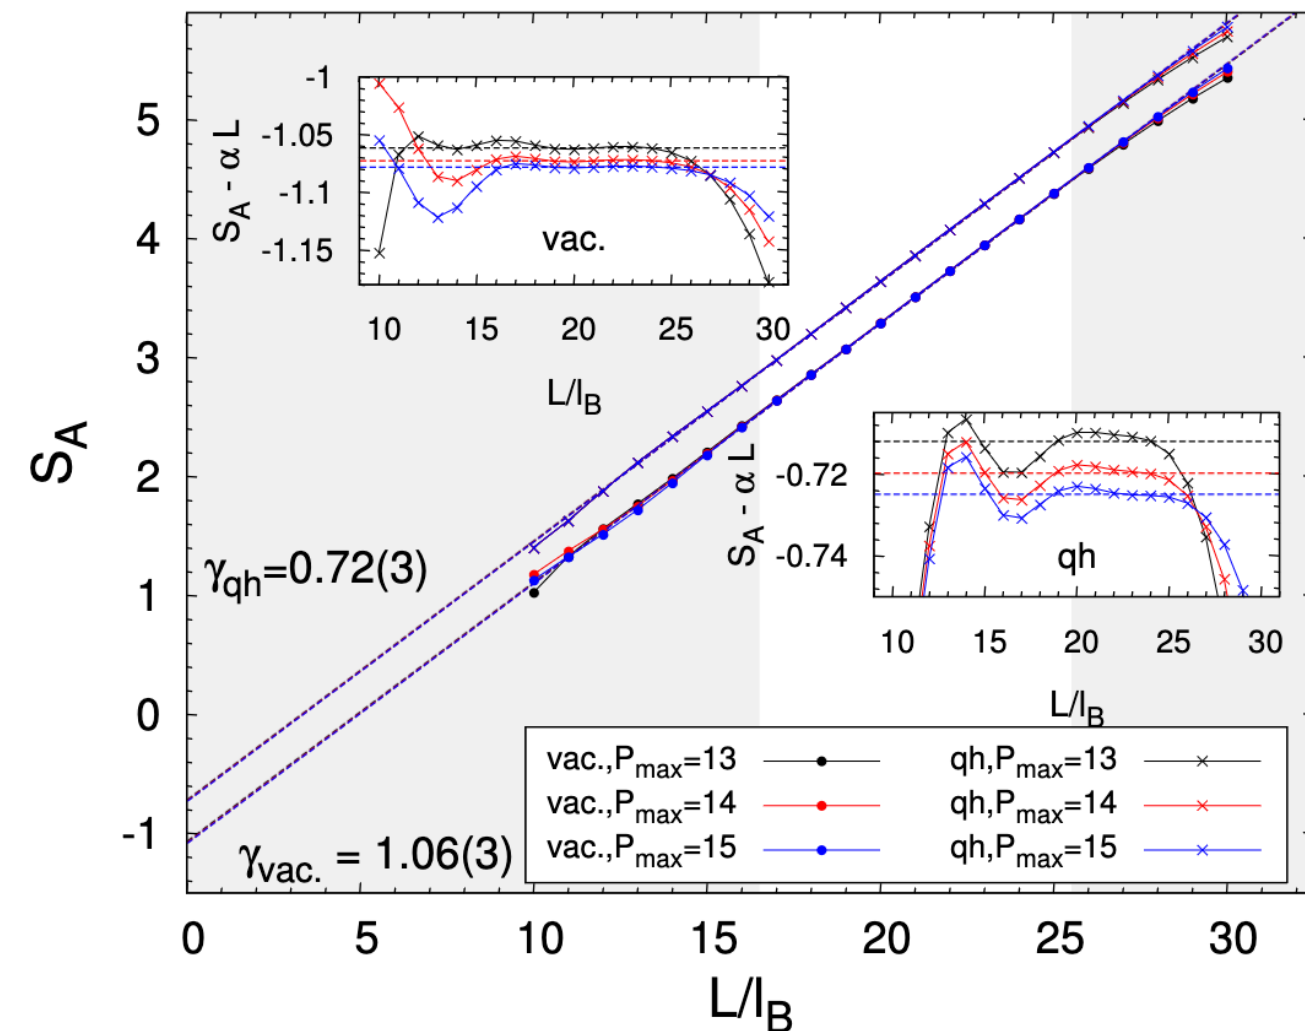 S_A
5
4
3
2
1
0
-1
0 5 10 15 20 25 30
L/l_B
S_A - α L
-1
-1.05
-1.1
-1.15
vac.
10 15 20 25 30
L/l_B
S_A - α L
-0.72
-0.74
qh
10 15 20 25 30
L/l_B
γ_qh=0.72(3)
γ_vac. = 1.06(3)
vac.,P_max=13 qh,P_max=13
vac.,P_max=14 qh,P_max=14
vac.,P_max=15 qh,P_max=15